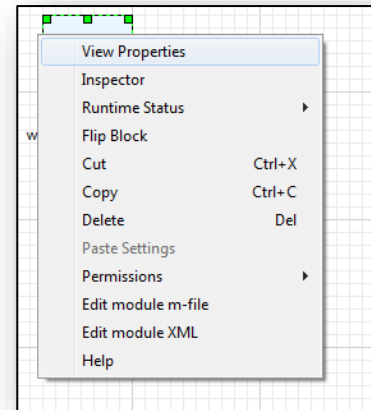 View Properties
Inspector
Runtime Status
Flip Block
Cut Ctrl+X
Copy Ctrl+C
Delete Del
Paste Settings
Permissions
Edit module m-file
Edit module XML
Help